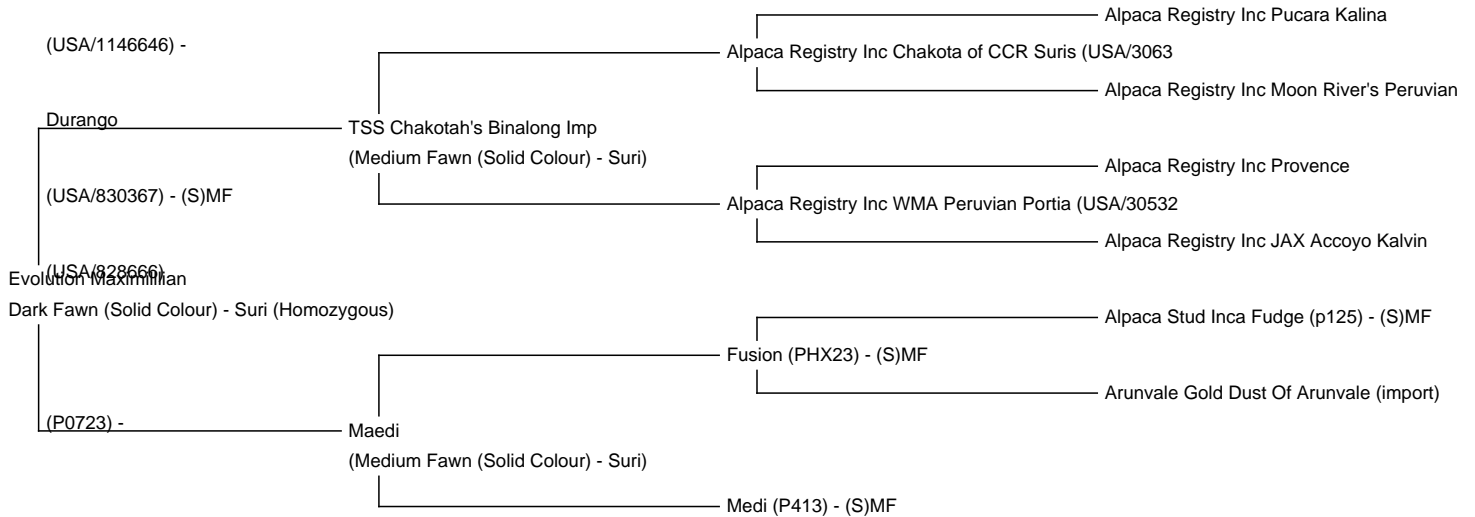 Alpaca Registry Inc Pucara Kalina
(USA/1146646) -
Alpaca Registry Inc Chakota of CCR Suris (USA/3063
Alpaca Registry Inc Moon River's Peruvian
Durango
TSS Chakotah's Binalong Imp
(Medium Fawn (Solid Colour) - Suri)
Alpaca Registry Inc Provence
(USA/830367) - (S)MF
Alpaca Registry Inc WMA Peruvian Portia (USA/30532
Alpaca Registry Inc JAX Accoyo Kalvin
(USA/828666)
Evolution Maximillian
Dark Fawn (Solid Colour) - Suri (Homozygous)
Alpaca Stud Inca Fudge (p125) - (S)MF
Fusion (PHX23) - (S)MF
Arunvale Gold Dust Of Arunvale (import)
(P0723) -
Maedi
(Medium Fawn (Solid Colour) - Suri)
Medi (P413) - (S)MF